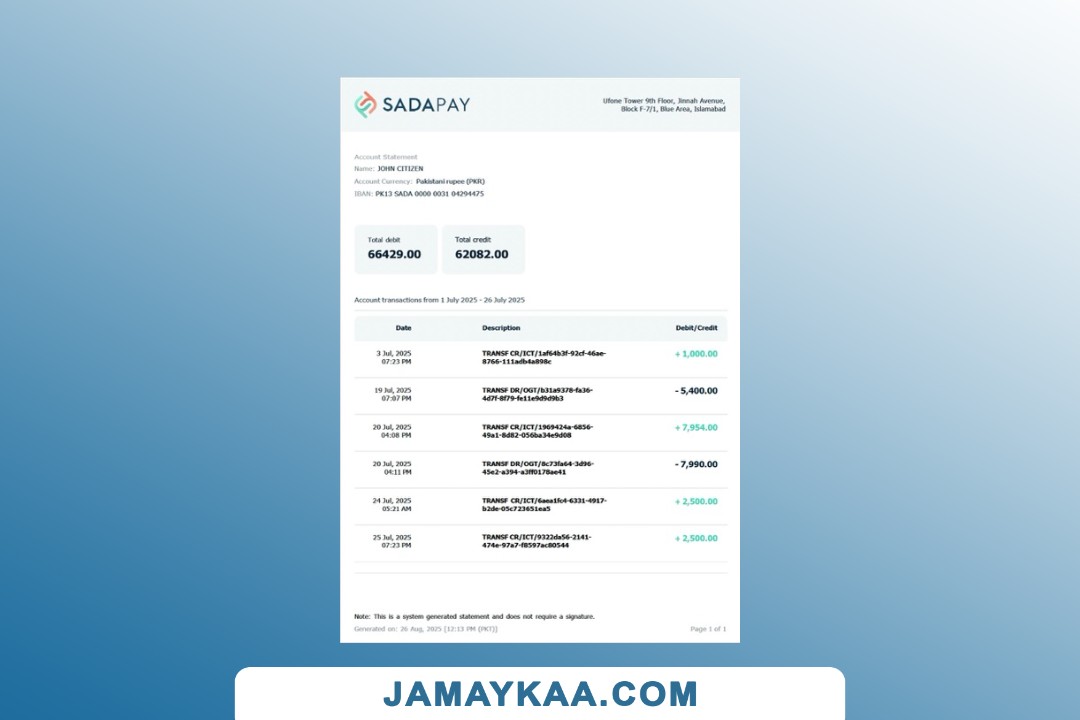 SADAPAY
Ufone Tower 9th Floor, Jinnah Avenue,
Block F-7/1, Blue Area, Islamabad
Account Statement
Name: JOHN CITIZEN
Account Currency: Pakistani rupee (PKR)
IBAN: PK13 SADA 0000 0031 04294475
Total debit
66429.00
Total credit
62082.00
Account transactions from 1 July 2025 - 26 July 2025
Date Description Debit/Credit
3 Jul, 2025 TRANSF CR/ICT/1af64b3f-92cf-46ae- + 1,000.00
07:23 PM 8766-111adb4a898c
19 Jul, 2025 TRANSF DR/OGT/b31a9378-fa36- - 5,400.00
07:07 PM 4d7f-8f79-fe11e9d9d9b3
20 Jul, 2025 TRANSF CR/ICT/1969424a-6856- + 7,954.00
04:08 PM 49a1-8d82-056ba34e9d08
20 Jul, 2025 TRANSF DR/OGT/8c73fa64-3d96- - 7,990.00
04:11 PM 45e2-a394-a3ff0178ae41
24 Jul, 2025 TRANSF CR/ICT/6aea1fc4-6331-4917- + 2,500.00
05:21 AM b2de-05c723651ea5
25 Jul, 2025 TRANSF CR/ICT/9322da56-2141- + 2,500.00
07:23 PM 474e-97a7-f8597ac80544
Note: This is a system generated statement and does not require a signature.
Generated on: 26 Aug, 2025 [12:13 PM (PKT)]
Page 1 of 1
JAMAYKAA.COM